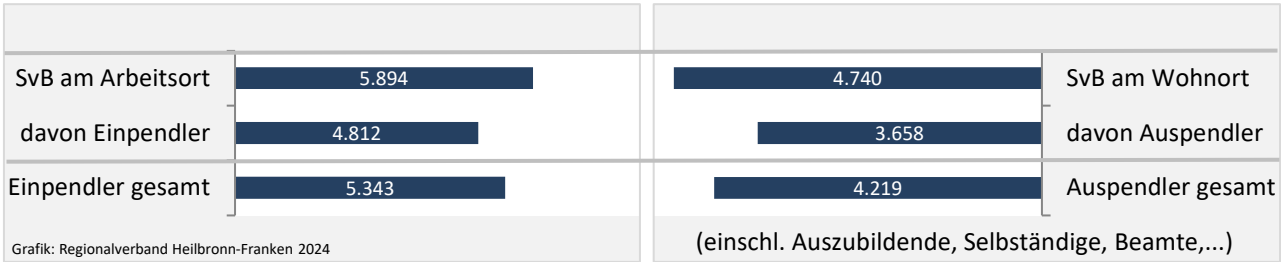 SvB am Arbeitsort 5.894 4.740 SvB am Wohnort
davon Einpendler 4.812 3.658 davon Auspendler
Einpendler gesamt 5.343 4.219 Auspendler gesamt
Grafik: Regionalverband Heilbronn-Franken 2024 (einschl. Auszubildende, Selbständige, Beamte,...)